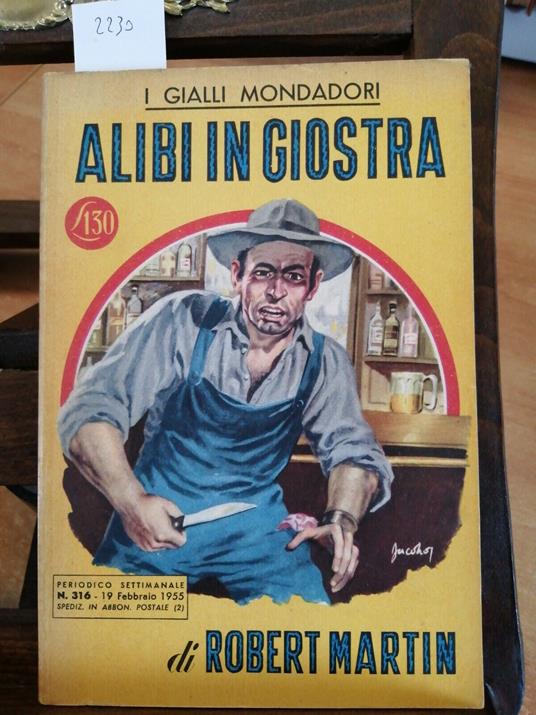 2230
I GIALLI MONDADORI
ALIBI IN GIOSTRA
L130
Jacono
PERIODICO SETTIMANALE
N. 316 - 19 Febbraio 1955
SPEDIZ. IN ABBON. POSTALE (2)
di ROBERT MARTIN